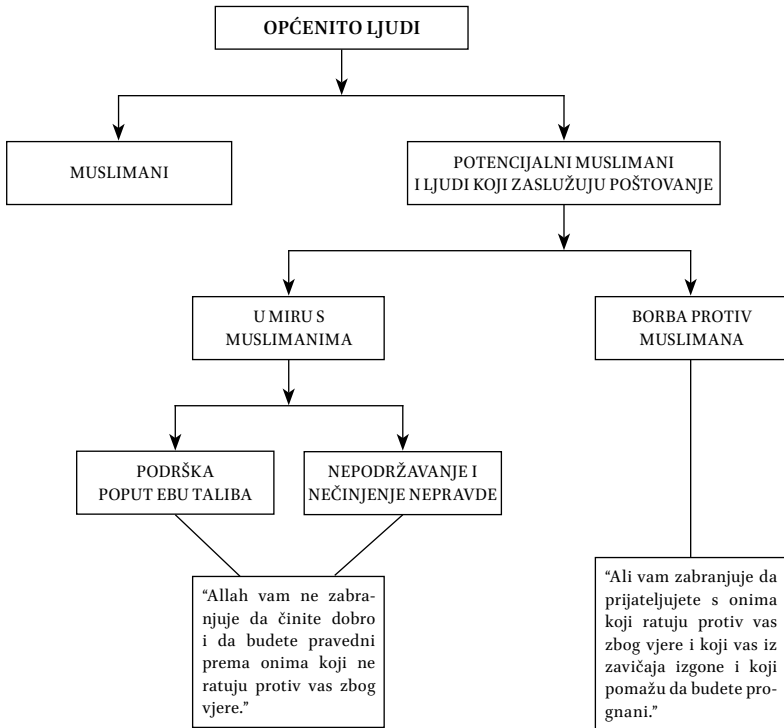 OPĆENITO LJUDI
MUSLIMANI
POTENCIJALNI MUSLIMANI
I LJUDI KOJI ZASLUŽUJU POŠTOVANJE
U MIRU S
MUSLIMANIMA
BORBA PROTIV
MUSLIMANA
PODRŠKA
POPUT EBU TALIBA
NEPODRŽAVANJE I
NEČINJENJE NEPRAVDE
“Allah vam ne zabra-
njuje da činite dobro
i da budete pravedni
prema onima koji ne
ratuju protiv vas zbog
vjere.”
“Ali vam zabranjuje da
prijateljujete s onima
koji ratuju protiv vas
zbog vjere i koji vas iz
zavičaja izgone i koji
pomažu da budete pro-
gnani.”